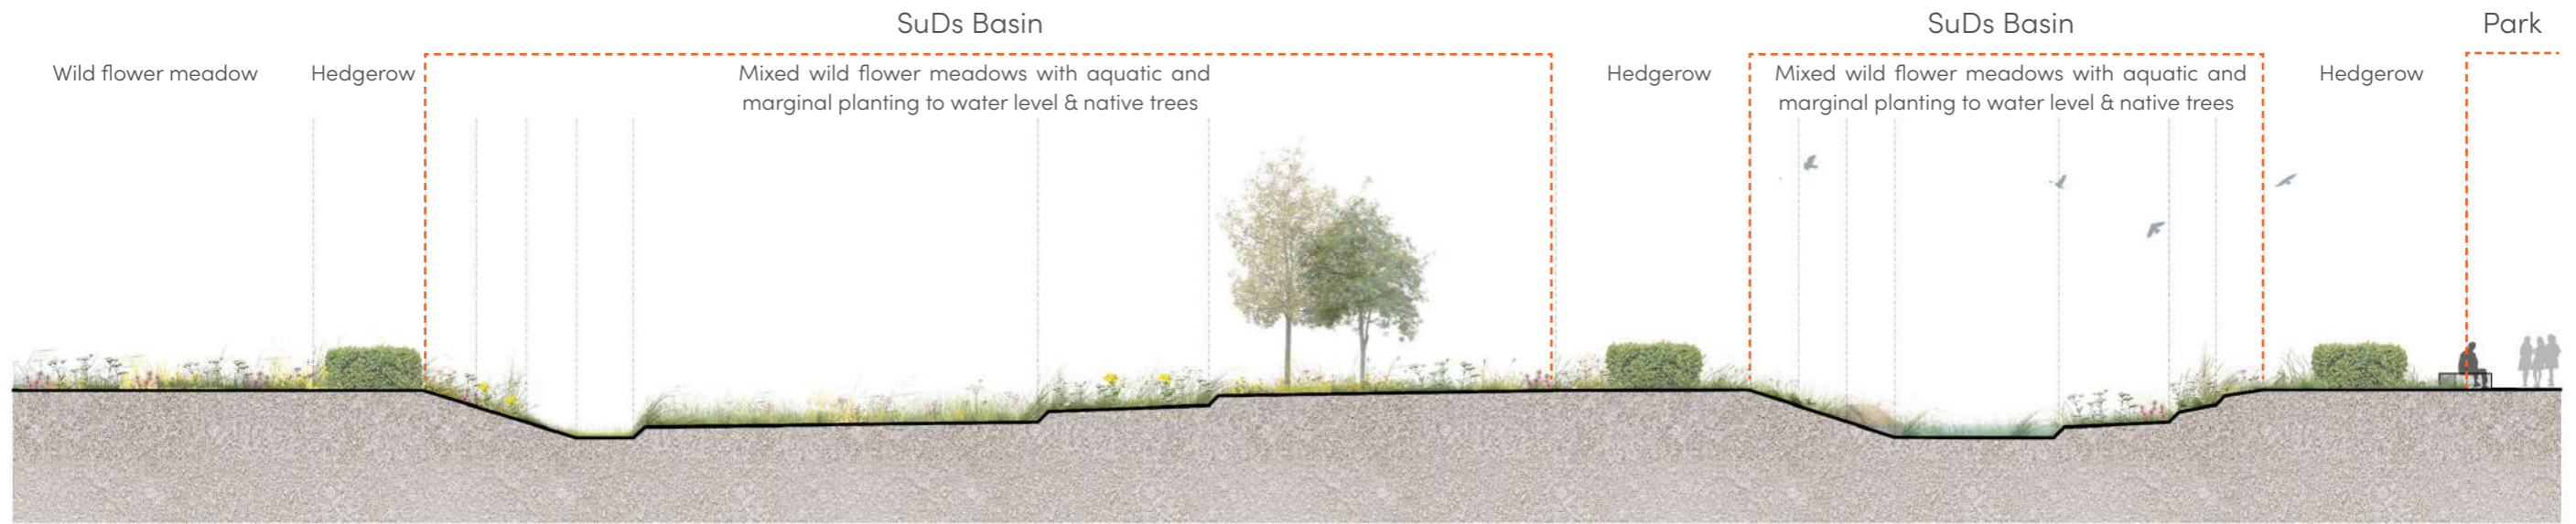 SuDs Basin
SuDs Basin
Park
Wild flower meadow
Hedgerow
Mixed wild flower meadows with aquatic and
marginal planting to water level & native trees
Hedgerow
Mixed wild flower meadows with aquatic and
marginal planting to water level & native trees
Hedgerow